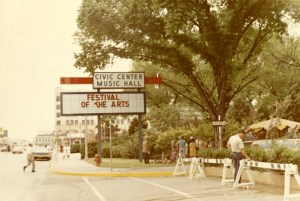 CIVIC CENTER
MUSIC HALL
FESTIVAL
OF THE ARTS